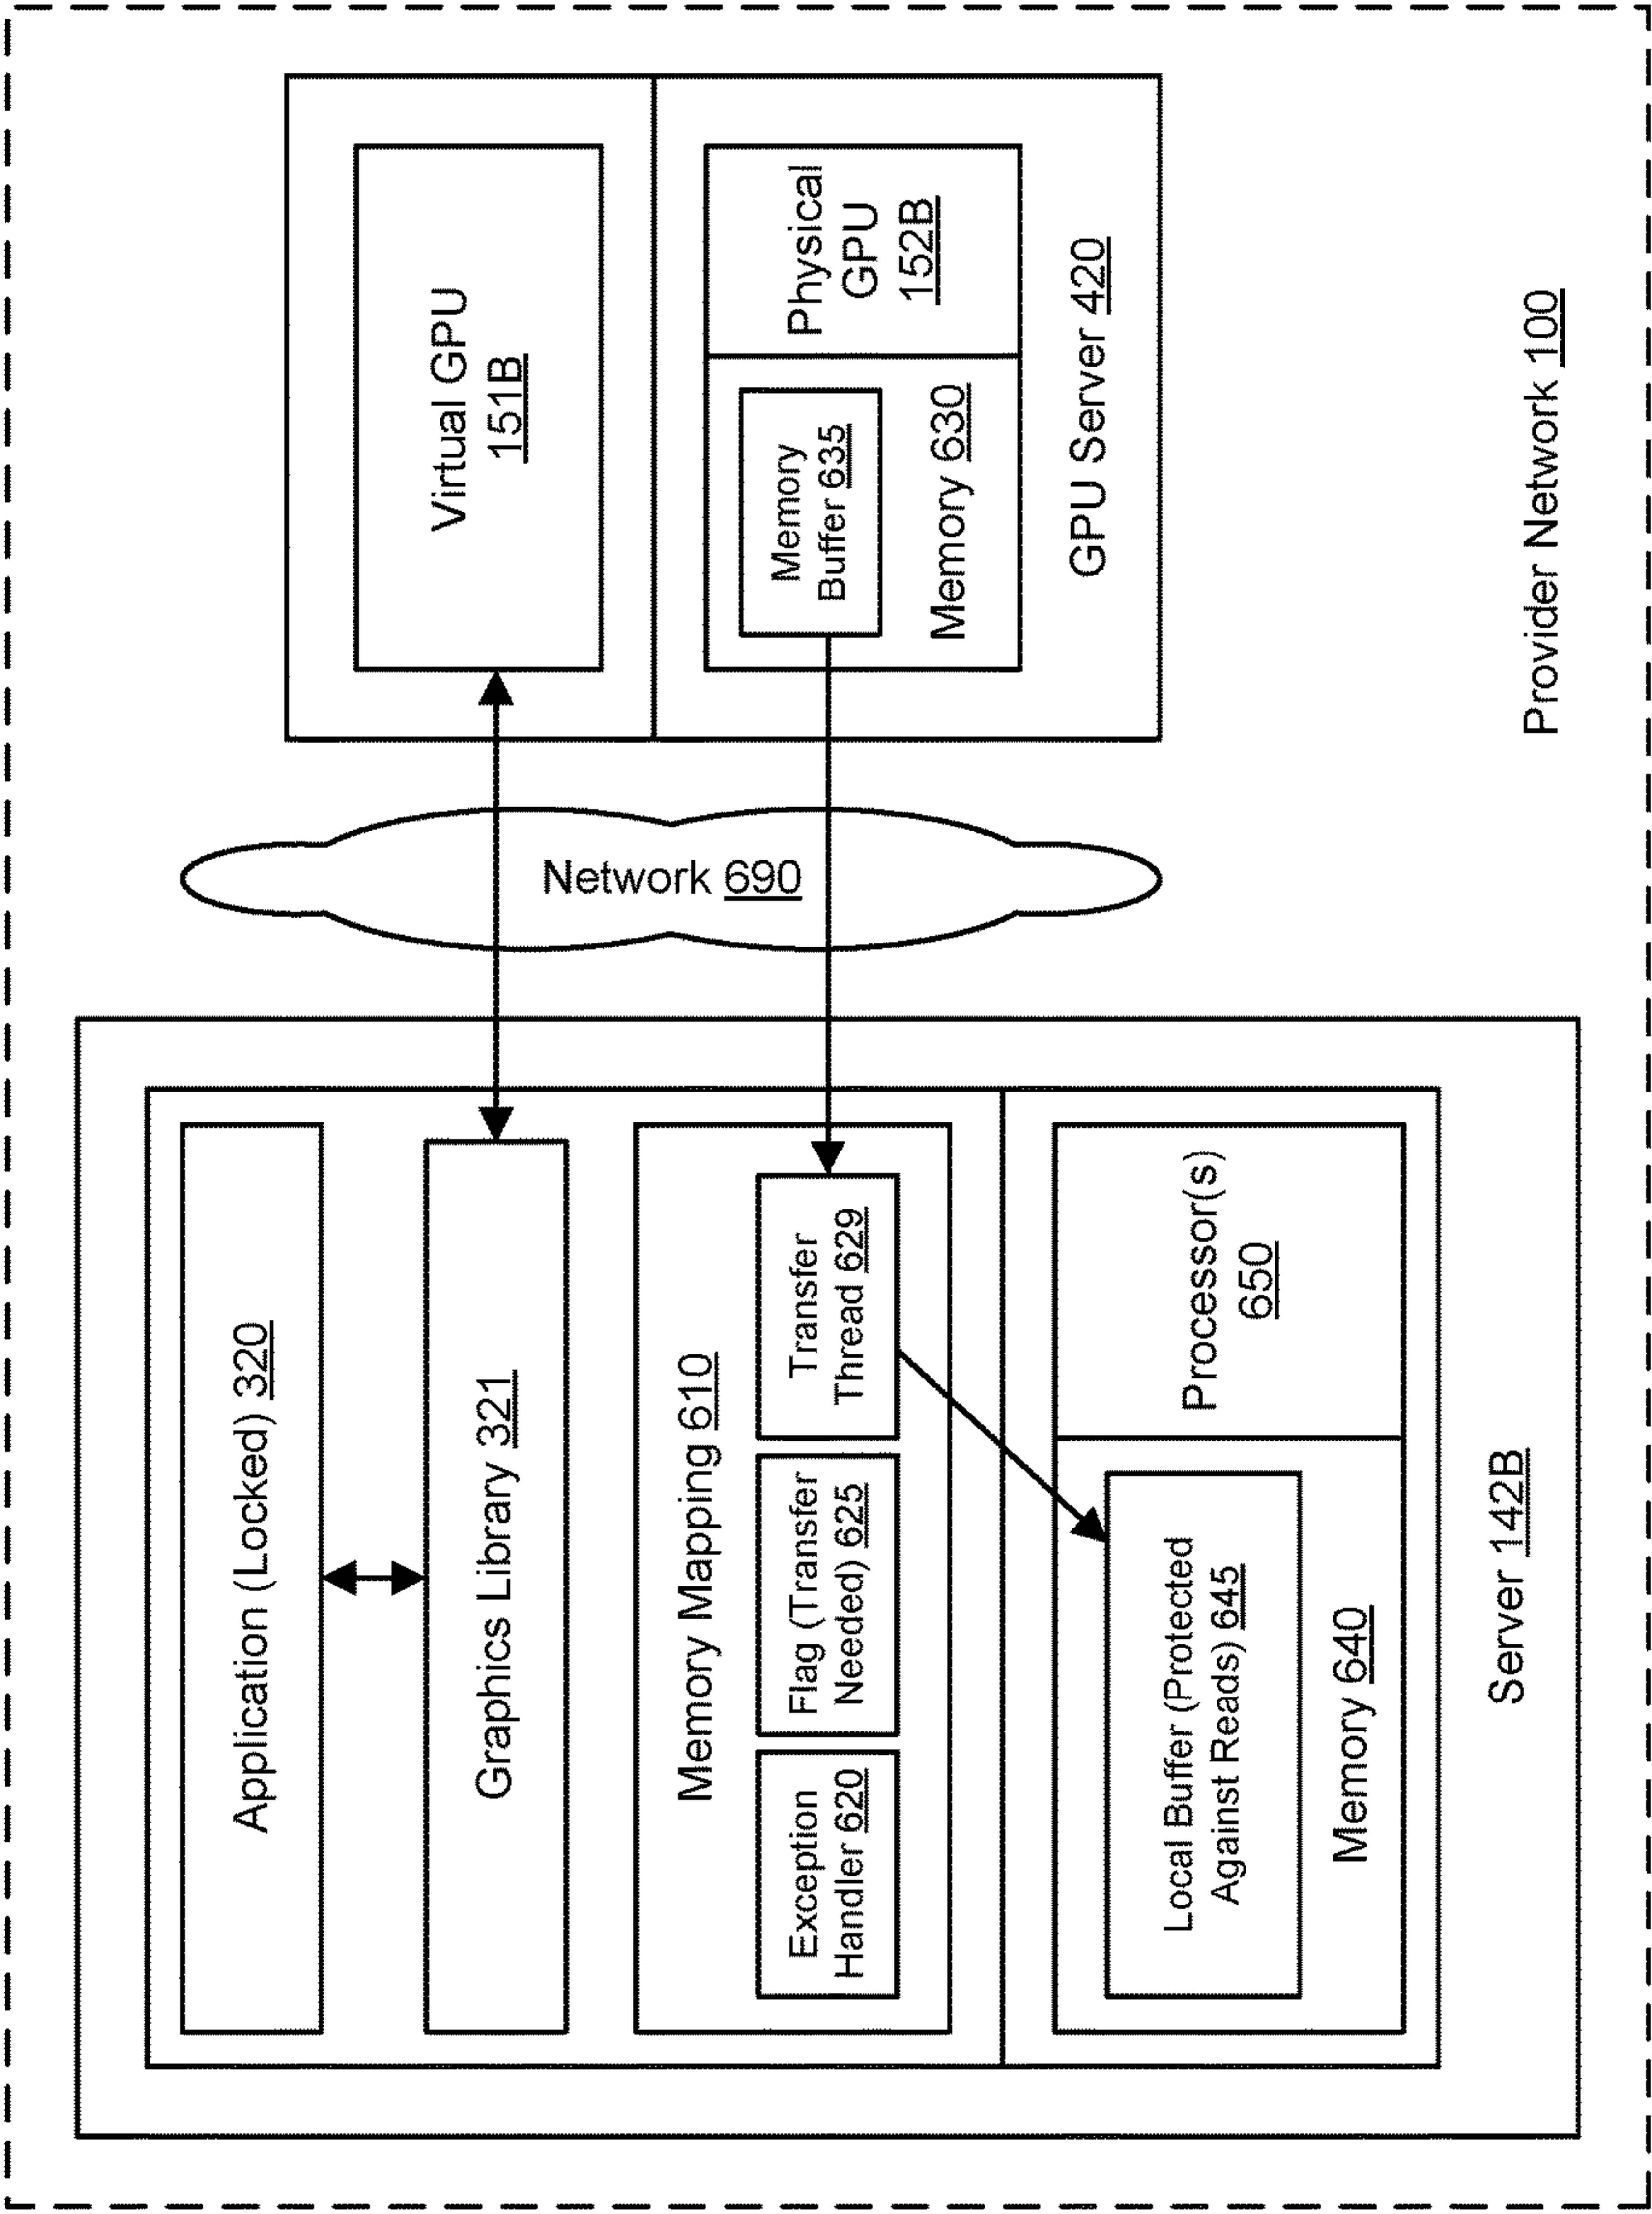 Application (Locked) 320
Graphics Library 321
Memory Mapping 610
Exception
Handler 620
Flag (Transfer
Needed) 625
Transfer
Thread 629
Local Buffer (Protected
Against Reads) 645
Memory 640
Processor(s)
650
Server 142B
Network 690
Virtual GPU
151B
Memory
Buffer 635
Memory 630
Physical
GPU
152B
GPU Server 420
Provider Network 100